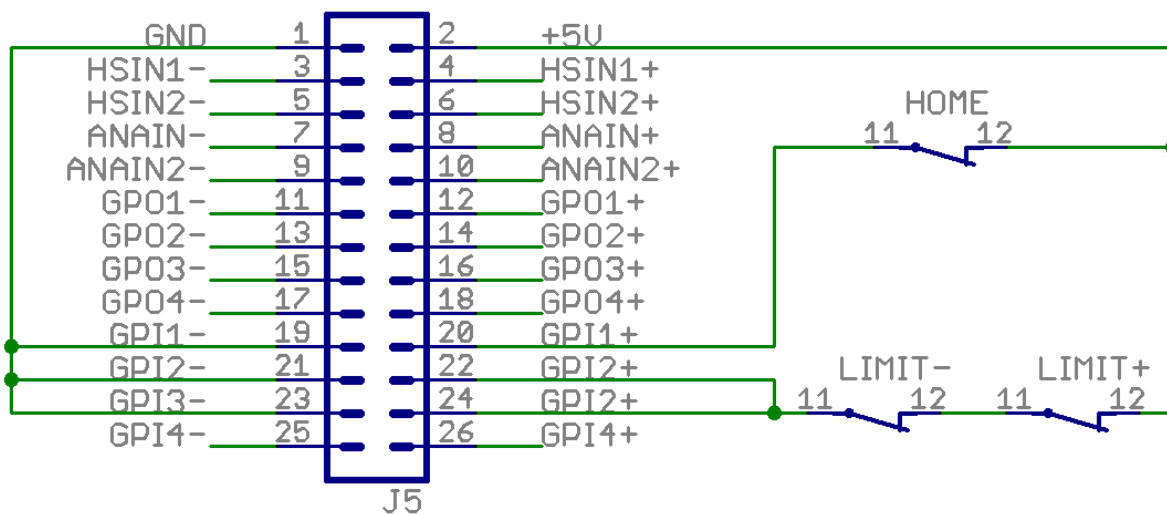 GND 1 2 +5V
HSIN1- 3 4 HSIN1+
HSIN2- 5 6 HSIN2+
HOME
ANAIN- 7 8 ANAIN+ 11 12
ANAIN2- 9 10 ANAIN2+
GPO1- 11 12 GPO1+
GPO2- 13 14 GPO2+
GPO3- 15 16 GPO3+
GPO4- 17 18 GPO4+
GPI1- 19 20 GPI1+
GPI2- 21 22 GPI2+ LIMIT- LIMIT+
GPI3- 23 24 GPI2+ 11 12 11 12
GPI4- 25 26 GPI4+
J5